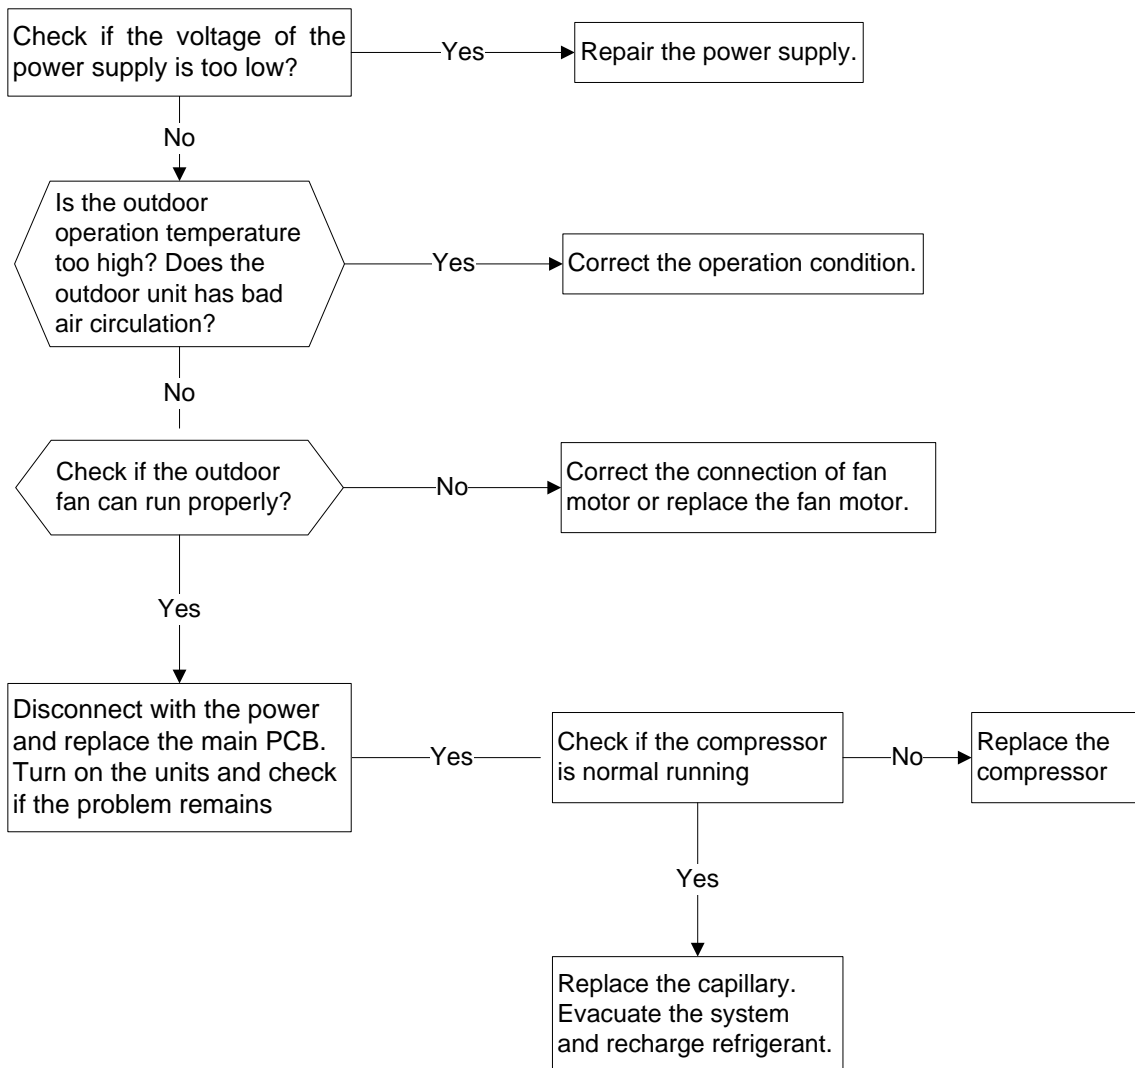 Check if the voltage of the
power supply is too low?
Yes
Repair the power supply.
No
Is the outdoor
operation temperature
too high? Does the
outdoor unit has bad
air circulation?
Yes
Correct the operation condition.
No
Check if the outdoor
fan can run properly?
No
Correct the connection of fan
motor or replace the fan motor.
Yes
Disconnect with the power
and replace the main PCB.
Turn on the units and check
if the problem remains
Yes
Check if the compressor
is normal running
No
Replace the
compressor
Yes
Replace the capillary.
Evacuate the system
and recharge refrigerant.